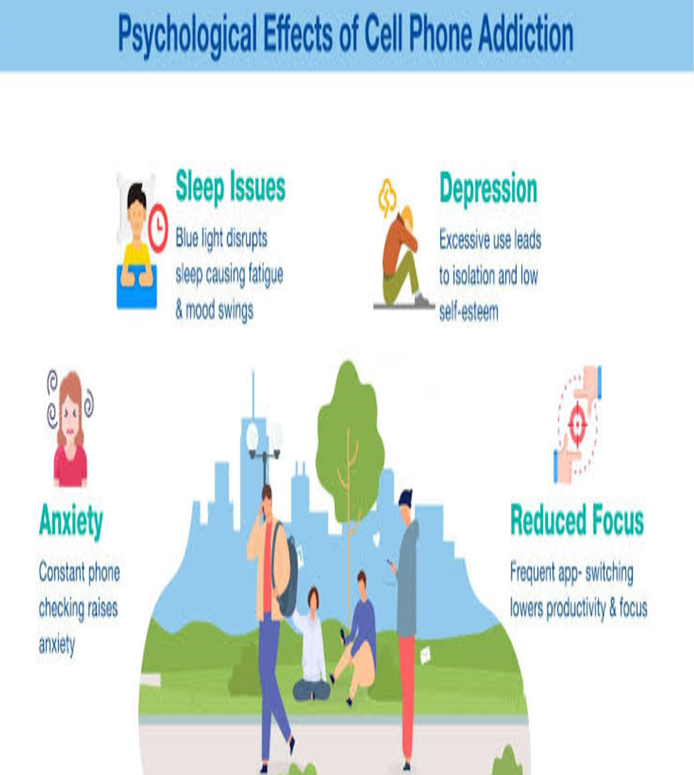 Psychological Effects of Cell Phone Addiction
Sleep Issues
Blue light disrupts
sleep causing fatigue
& mood swings
Depression
Excessive use leads
to isolation and low
self-esteem
Anxiety
Constant phone
checking raises
anxiety
Reduced Focus
Frequent app- switching
lowers productivity & focus